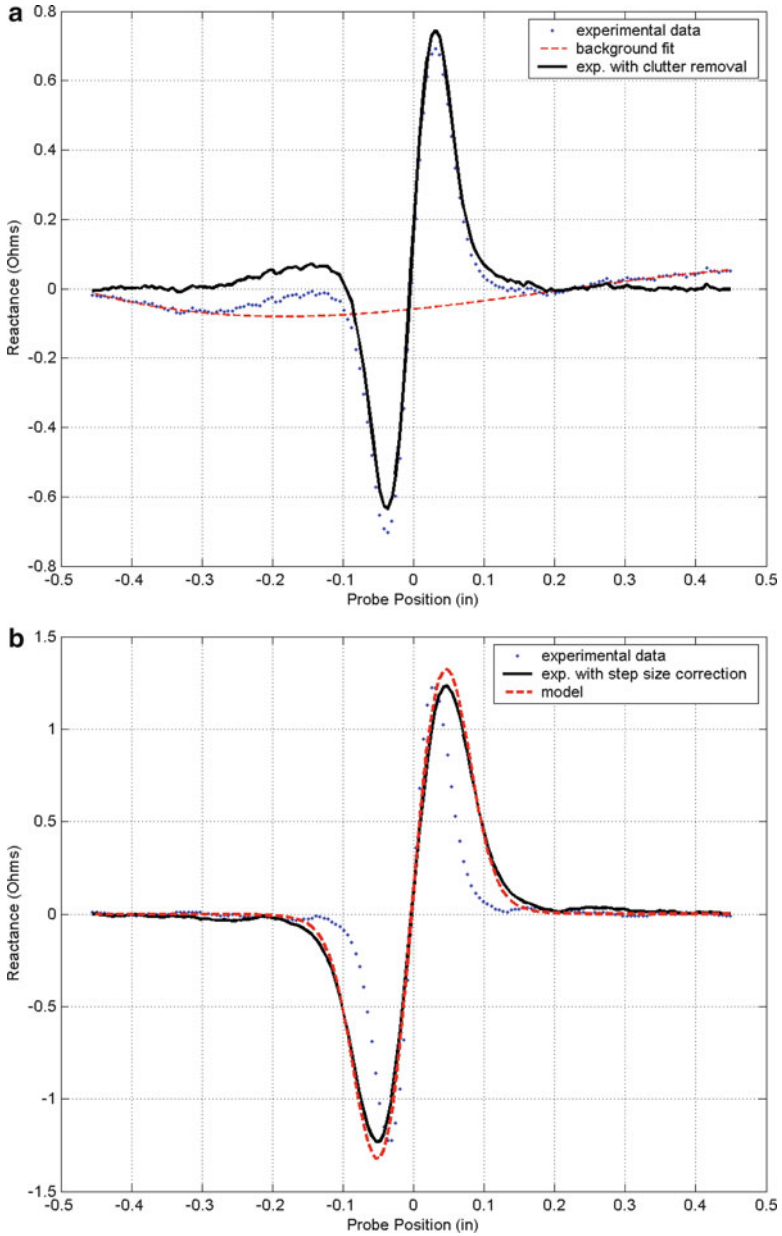 a
0.8
0.6
0.4
0.2
0
-0.2
-0.4
-0.6
-0.8
Reactance (Ohms)
experimental data
background fit
exp. with clutter removal
-0.5 -0.4 -0.3 -0.2 -0.1 0 0.1 0.2 0.3 0.4 0.5
Probe Position (in)
b
1.5
1
0.5
0
-0.5
-1
-1.5
Reactance (Ohms)
experimental data
exp. with step size correction
model
-0.5 -0.4 -0.3 -0.2 -0.1 0 0.1 0.2 0.3 0.4 0.5
Probe Position (in)